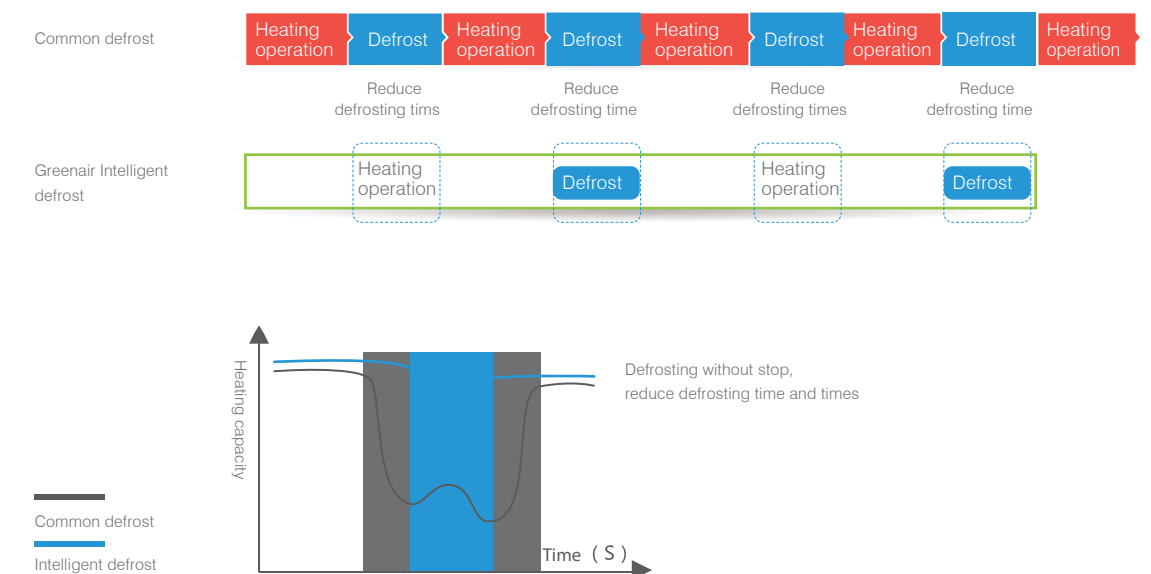 Common defrost
Heating
operation
Defrost
Heating
operation
Defrost
Heating
operation
Defrost
Heating
operation
Defrost
Heating
operation
Reduce
defrosting tims
Reduce
defrosting time
Reduce
defrosting times
Reduce
defrosting time
Greenair Intelligent
defrost
Heating
operation
Defrost
Heating
operation
Defrost
Heating capacity
Defrosting without stop,
reduce defrosting time and times
Time ( S )
Common defrost
Intelligent defrost